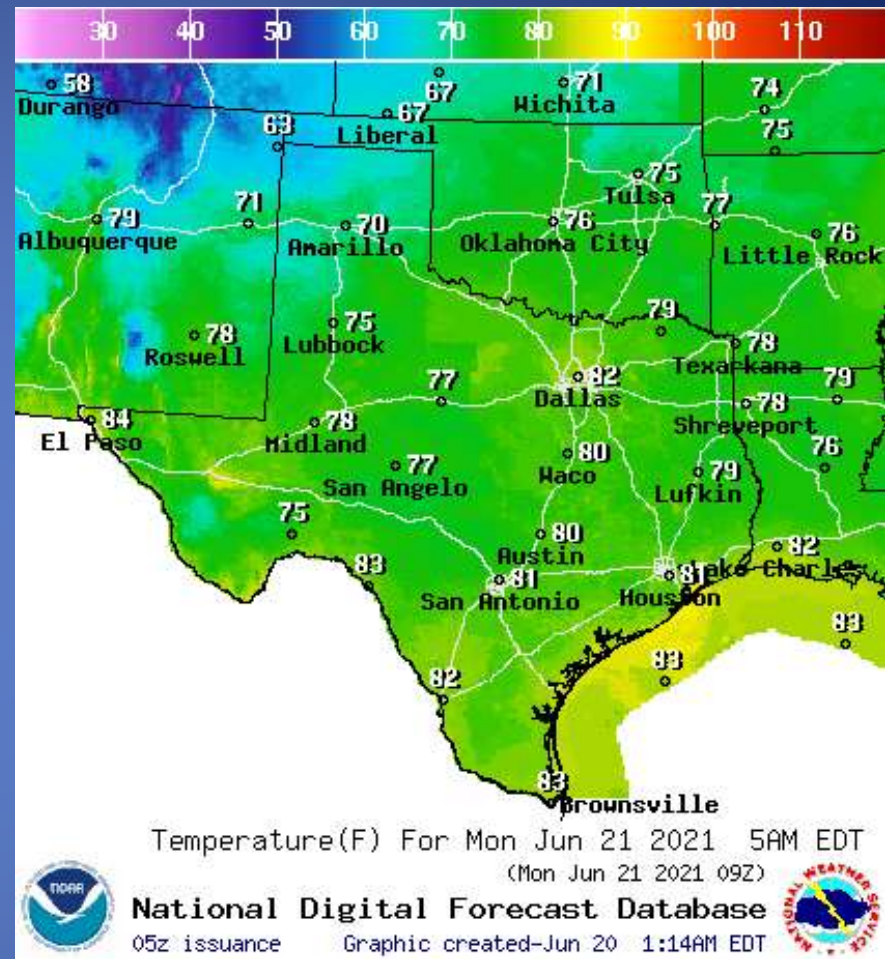 30 40 50 60 70 80 90 100 110
58
Durango
67
71
Wichita
74
67
Liberal
63
75
75
Tulsa
79
Albuquerque
71
70
Amarillo
76
Oklahoma City
77
76
Little Rock
78
Roswell
75
Lubbock
79
78
Texarkana
82
Dallas
77
78
Shreveport
79
84
El Paso
78
Midland
77
San Angelo
80
Waco
79
Lufkin
76
75
80
Austin
82
Lake Charles
83
81
San Antonio
81
Houston
83
82
83
83
Brownsville
Temperature(F) For Mon Jun 21 2021 5AM EDT
(Mon Jun 21 2021 09Z)
NOAA
National Digital Forecast Database
NATIONAL WEATHER SERVICE
05z issuance Graphic created-Jun 20 1:14AM EDT